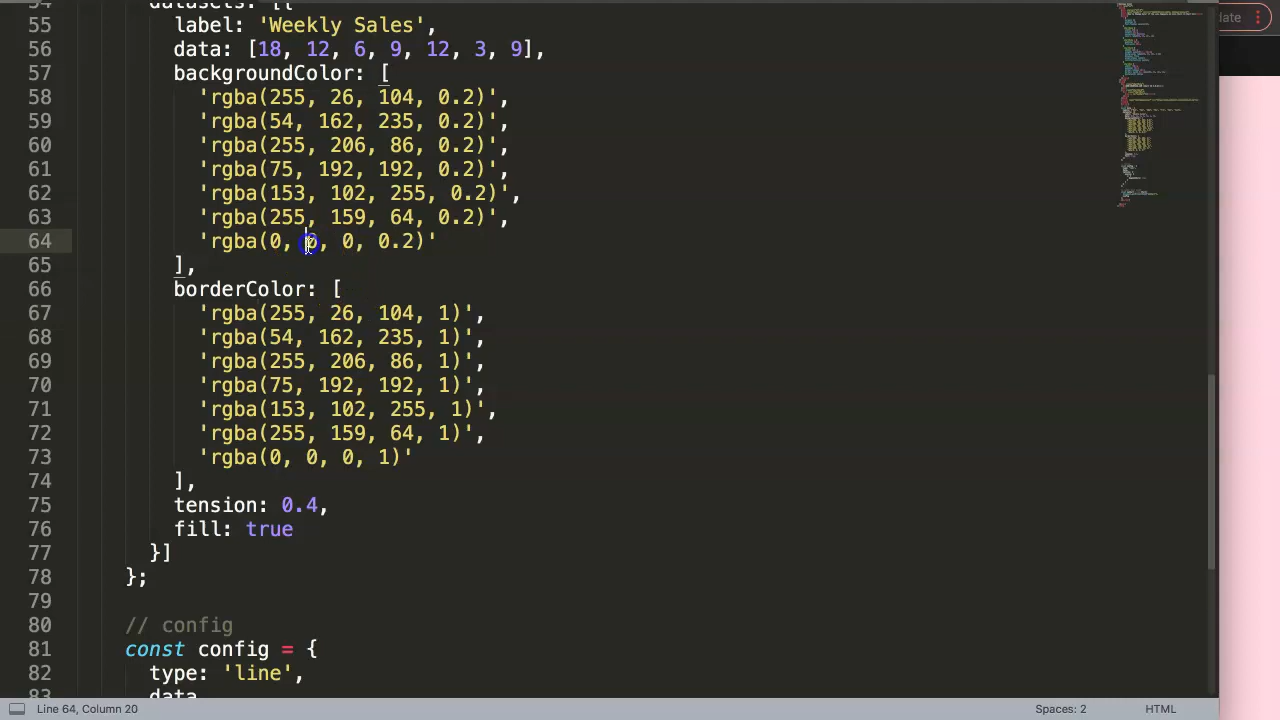 datasets: [{
55 label: 'Weekly Sales',
56 data: [18, 12, 6, 9, 12, 3, 9],
57 backgroundColor: [
58 'rgba(255, 26, 104, 0.2)',
59 'rgba(54, 162, 235, 0.2)',
60 'rgba(255, 206, 86, 0.2)',
61 'rgba(75, 192, 192, 0.2)',
62 'rgba(153, 102, 255, 0.2)',
63 'rgba(255, 159, 64, 0.2)',
64 'rgba(0, 0, 0, 0.2)'
65 ],
66 borderColor: [
67 'rgba(255, 26, 104, 1)',
68 'rgba(54, 162, 235, 1)',
69 'rgba(255, 206, 86, 1)',
70 'rgba(75, 192, 192, 1)',
71 'rgba(153, 102, 255, 1)',
72 'rgba(255, 159, 64, 1)',
73 'rgba(0, 0, 0, 1)'
74 ],
75 tension: 0.4,
76 fill: true
77 }]
78 };
79
80 // config
81 const config = {
82 type: 'line',
83 data,
Line 64, Column 20 Spaces: 2 HTML
date